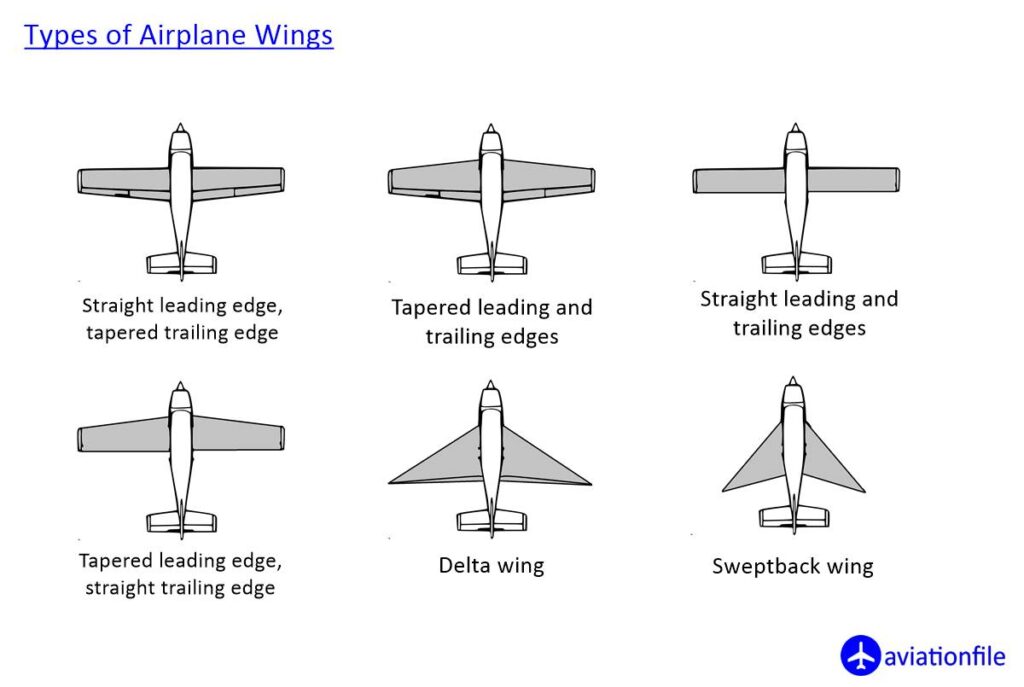 Types of Airplane Wings
Straight leading edge,
tapered trailing edge
Tapered leading and
trailing edges
Straight leading and
trailing edges
Tapered leading edge,
straight trailing edge
Delta wing
Sweptback wing
aviationfile